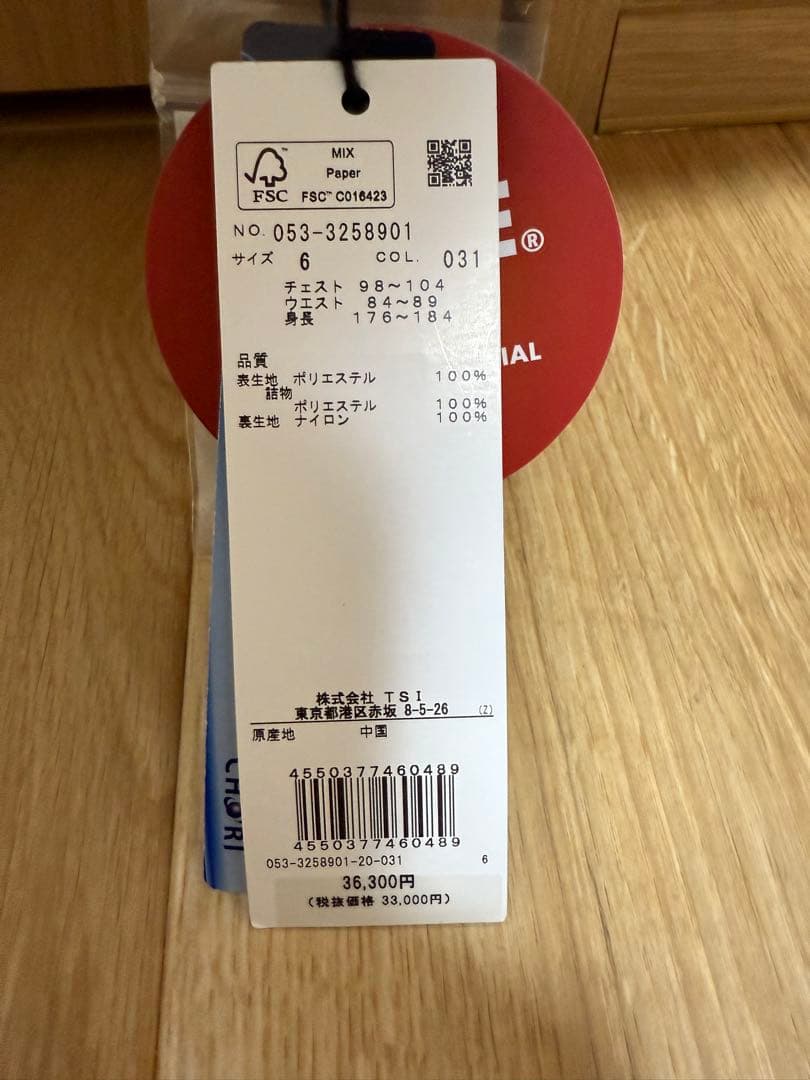 MIX
Paper
FSC™ C016423
FSC
E®
IAL
NO. 053-3258901
サイズ 6 COL. 031
チェスト 98～104
ウエスト 84～89
身長 176～184
品質
表生地 ポリエステル 100%
詰物
ポリエステル 100%
裏生地 ナイロン 100%
株式会社 TSI
東京都港区赤坂 8-5-26 (Z)
原産地 中国
4550377460489
4550377460489
053-3258901-20-031 6
36,300円
(税抜価格 33,000円)
CHORI